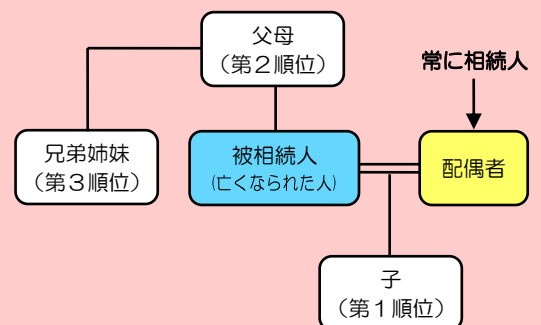 父母
（第２順位）
常に相続人
兄弟姉妹
（第３順位）
被相続人
(亡くなられた人)
配偶者
子
（第１順位）